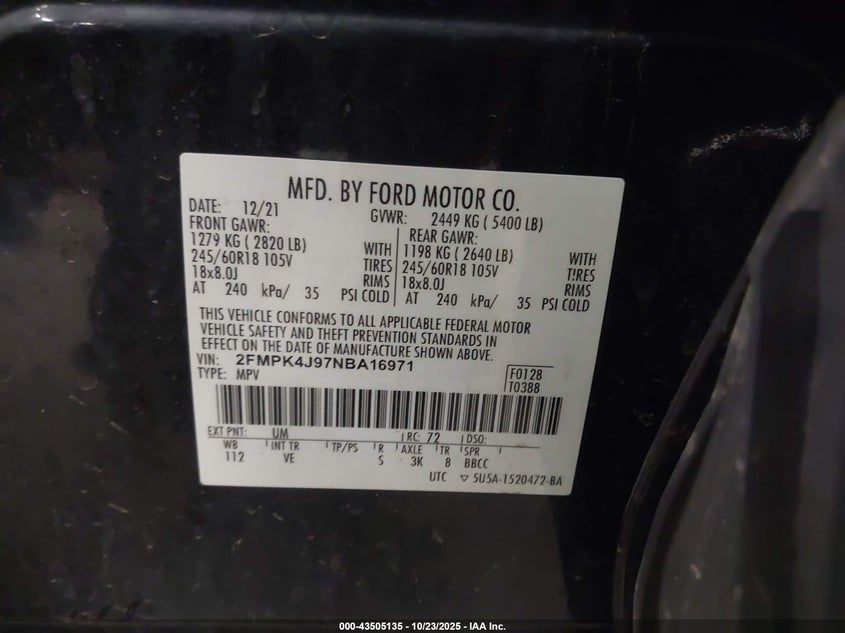 MFD. BY FORD MOTOR CO.
DATE: 12/21 GVWR: 2449 KG ( 5400 LB)
FRONT GAWR: REAR GAWR:
1279 KG ( 2820 LB) WITH 1198 KG ( 2640 LB) WITH
245/60R18 105V TIRES 245/60R18 105V TIRES
18x8.0J RIMS 18x8.0J RIMS
AT 240 kPa/ 35 PSI COLD AT 240 kPa/ 35 PSI COLD
THIS VEHICLE CONFORMS TO ALL APPLICABLE FEDERAL MOTOR
VEHICLE SAFETY AND THEFT PREVENTION STANDARDS IN
EFFECT ON THE DATE OF MANUFACTURE SHOWN ABOVE.
VIN: 2FMPK4J97NBA16971 F0128
TYPE: MPV T0388
EXT PNT: UM RC: 72 DSO:
WB INT TR TP/PS R AXLE TR SPR
112 VE S 3K 8 BBCC
UTC ▽ 5U5A-1520472-BA
000-43505135 - 10/23/2025 - IAA Inc.